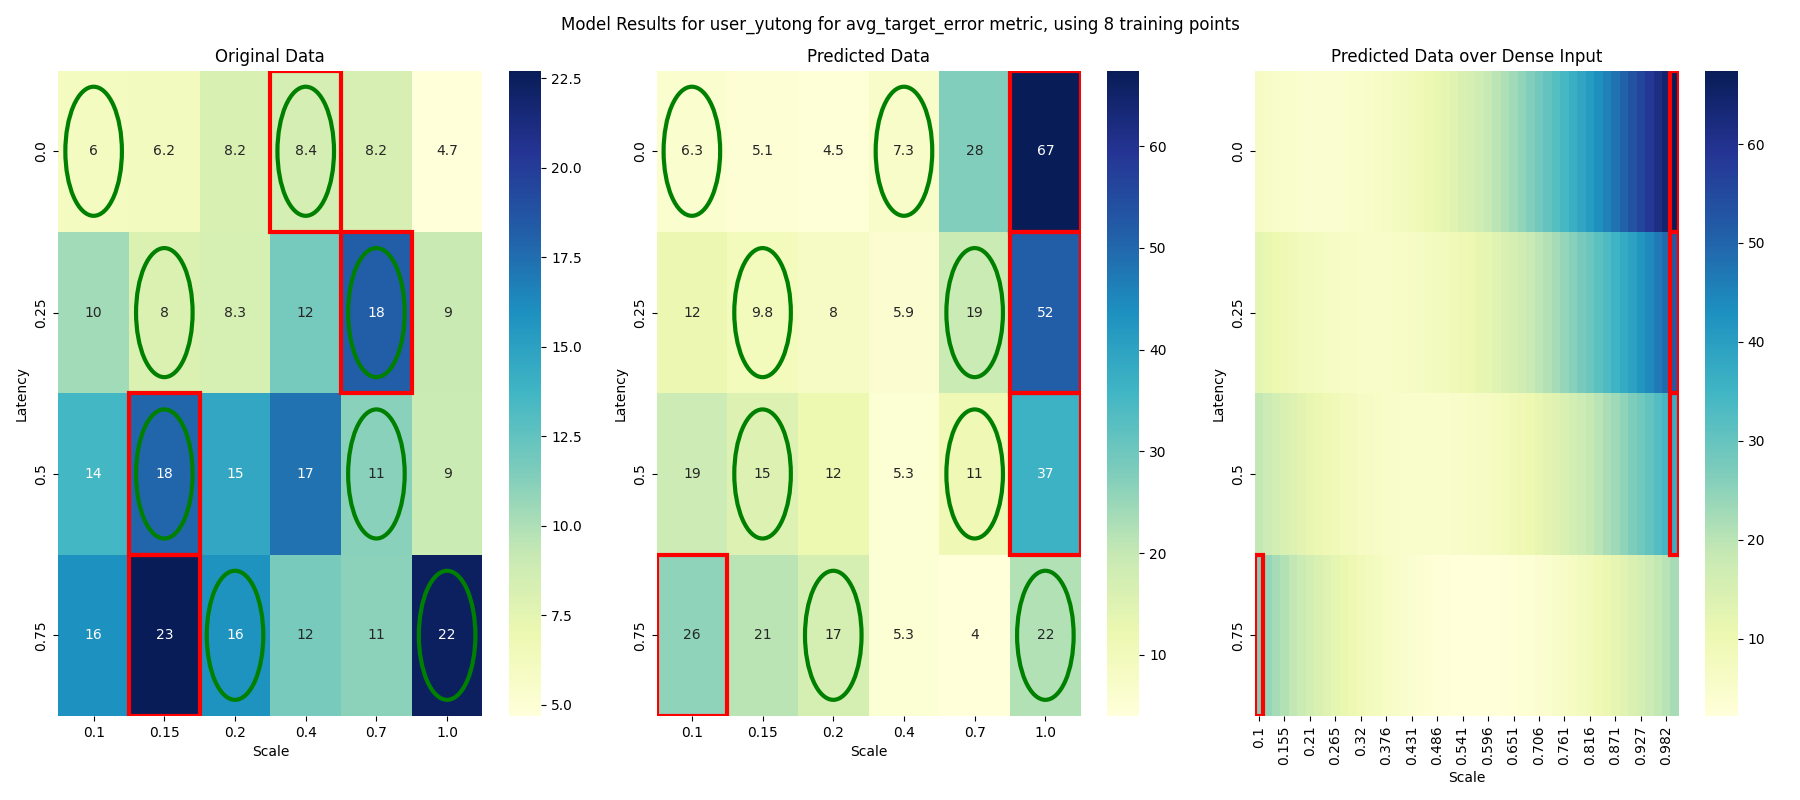 Model Results for user_yutong for avg_target_error metric, using 8 training points
Original Data
Latency
0.0
6 6.2 8.2 8.4 8.2 4.7
0.25
10 8 8.3 12 18 9
0.5
14 18 15 17 11 9
0.75
16 23 16 12 11 22
0.1 0.15 0.2 0.4 0.7 1.0
Scale
22.5
20.0
17.5
15.0
12.5
10.0
7.5
5.0
Predicted Data
Latency
0.0
6.3 5.1 4.5 7.3 28 67
0.25
12 9.8 8 5.9 19 52
0.5
19 15 12 5.3 11 37
0.75
26 21 17 5.3 4 22
0.1 0.15 0.2 0.4 0.7 1.0
Scale
60
50
40
30
20
10
Predicted Data over Dense Input
Latency
0.0
0.25
0.5
0.75
0.1 0.155 0.21 0.265 0.32 0.376 0.431 0.486 0.541 0.596 0.651 0.706 0.761 0.816 0.871 0.927 0.982
Scale
60
50
40
30
20
10